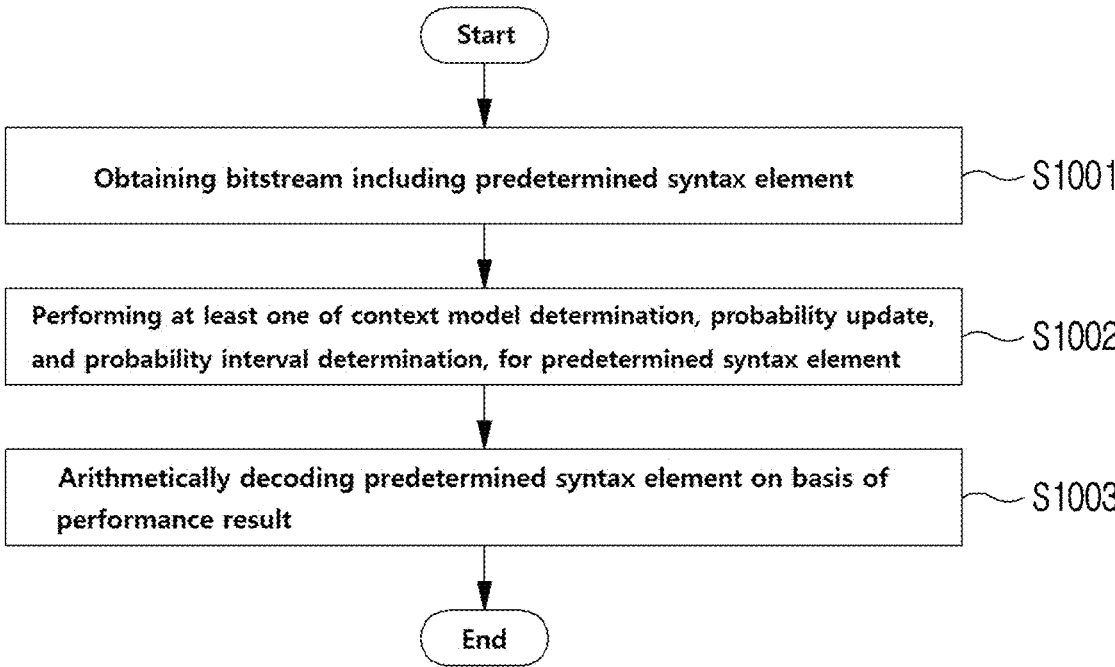 Start
Obtaining bitstream including predetermined syntax element
S1001
Performing at least one of context model determination, probability update,
and probability interval determination, for predetermined syntax element
S1002
Arithmetically decoding predetermined syntax element on basis of
performance result
S1003
End